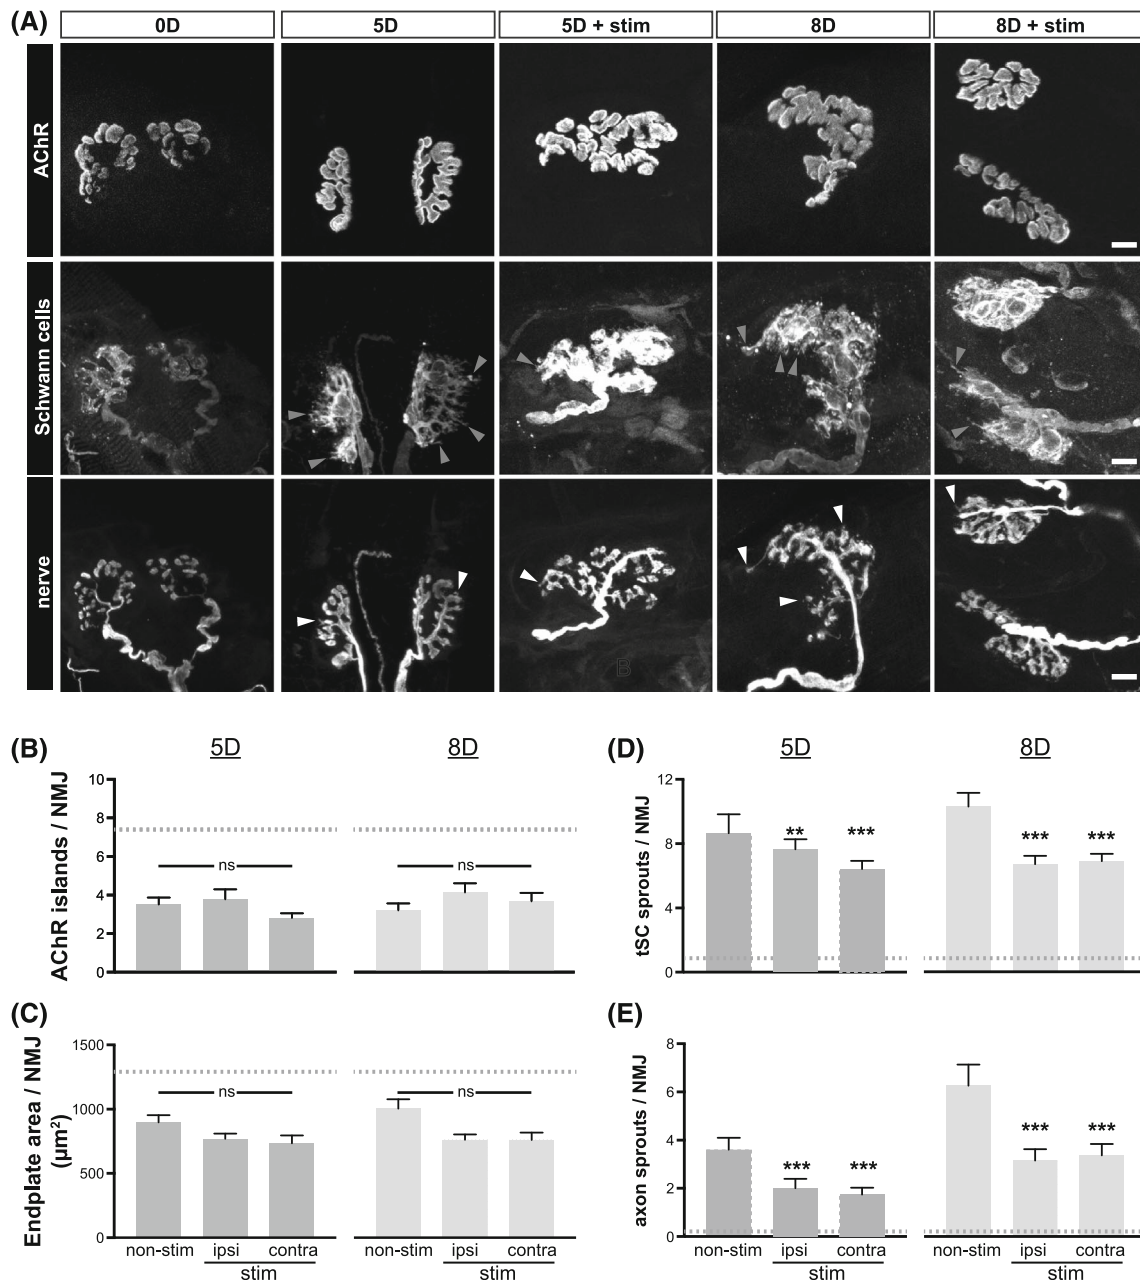 (A)
0D 5D 5D + stim 8D 8D + stim
AChR
Schwann cells
nerve
B
(B) 5D 8D
AChR islands / NMJ
10
8
6
4
2
0
ns ns
(C)
Endplate area / NMJ
(µm²)
1500
1000
500
0
ns ns
non-stim ipsi contra non-stim ipsi contra
stim stim
(D) 5D 8D
tSC sprouts / NMJ
12
8
4
0
** *** *** ***
(E)
axon sprouts / NMJ
8
6
4
2
0
*** *** *** ***
non-stim ipsi contra non-stim ipsi contra
stim stim